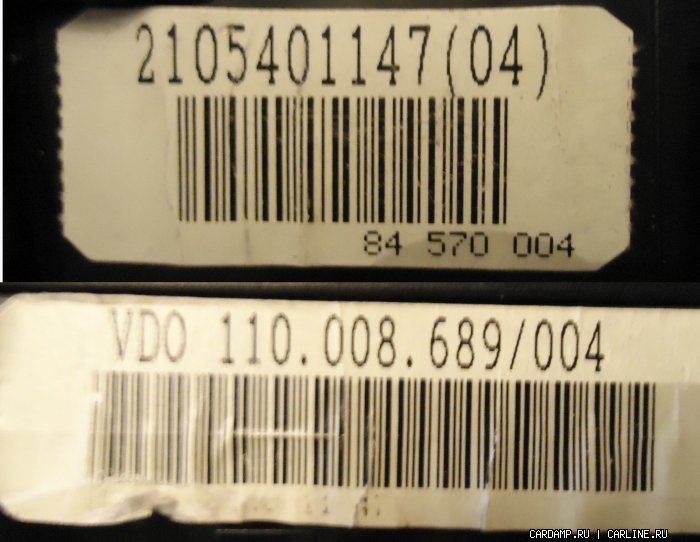 2105401147(04)
84 570 004
VDO 110.008.689/004
CARDAMP.RU | CARLINE.RU